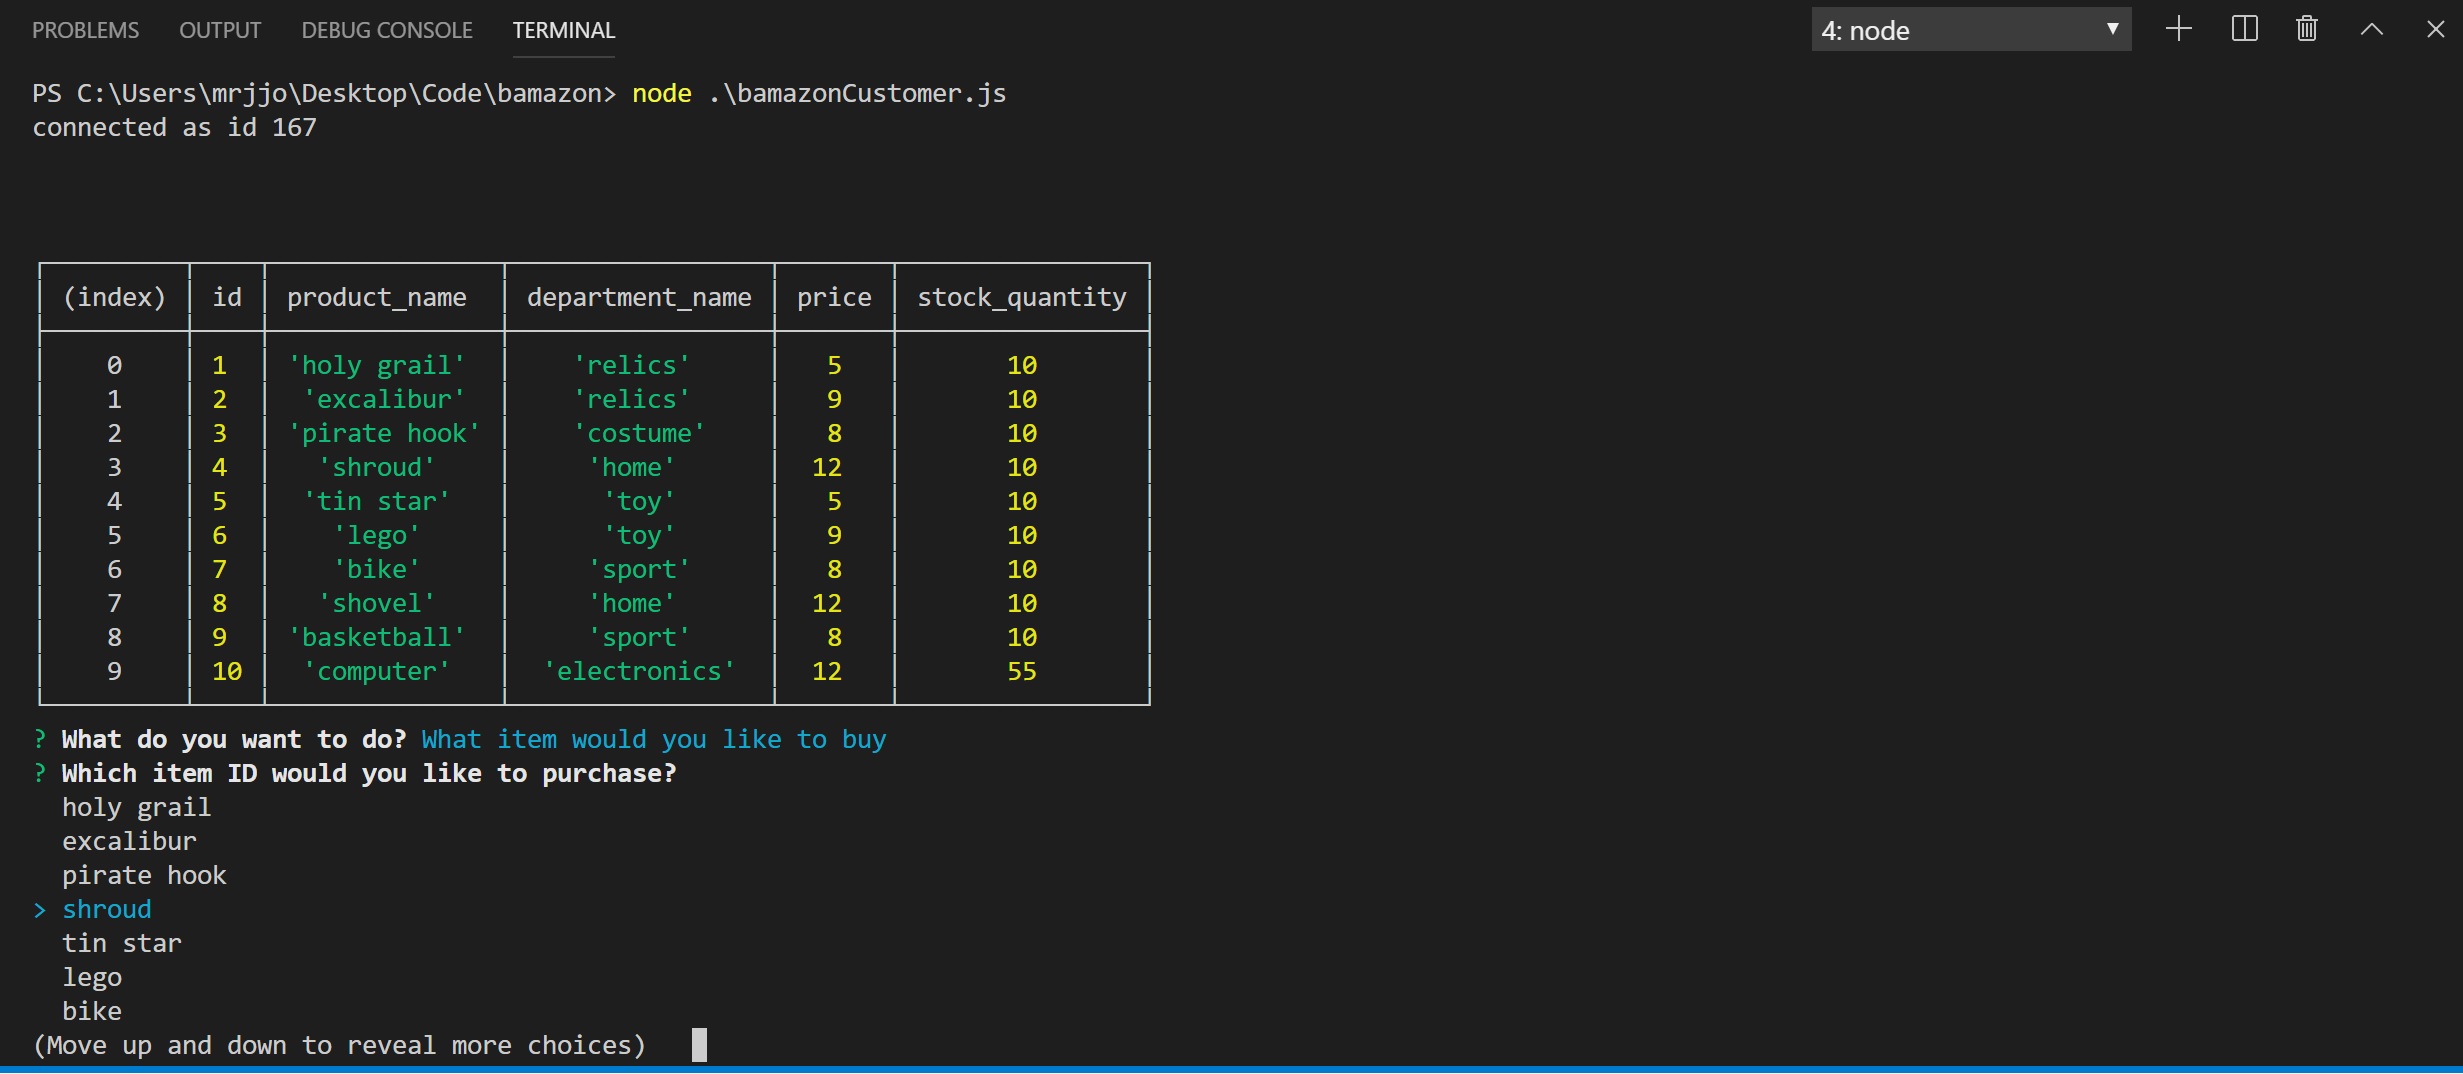 PROBLEMS OUTPUT DEBUG CONSOLE TERMINAL 4: node
PS C:\Users\mrjjo\Desktop\Code\bamazon> node .\bamazonCustomer.js
connected as id 167
(index) id product_name department_name price stock_quantity
0 1 'holy grail' 'relics' 5 10
1 2 'excalibur' 'relics' 9 10
2 3 'pirate hook' 'costume' 8 10
3 4 'shroud' 'home' 12 10
4 5 'tin star' 'toy' 5 10
5 6 'lego' 'toy' 9 10
6 7 'bike' 'sport' 8 10
7 8 'shovel' 'home' 12 10
8 9 'basketball' 'sport' 8 10
9 10 'computer' 'electronics' 12 55
? What do you want to do? What item would you like to buy
? Which item ID would you like to purchase?
holy grail
excalibur
pirate hook
> shroud
tin star
lego
bike
(Move up and down to reveal more choices)